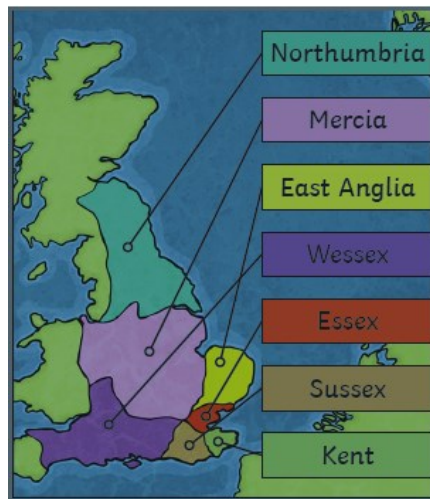 Northumbria
Mercia
East Anglia
Wessex
Essex
Sussex
Kent